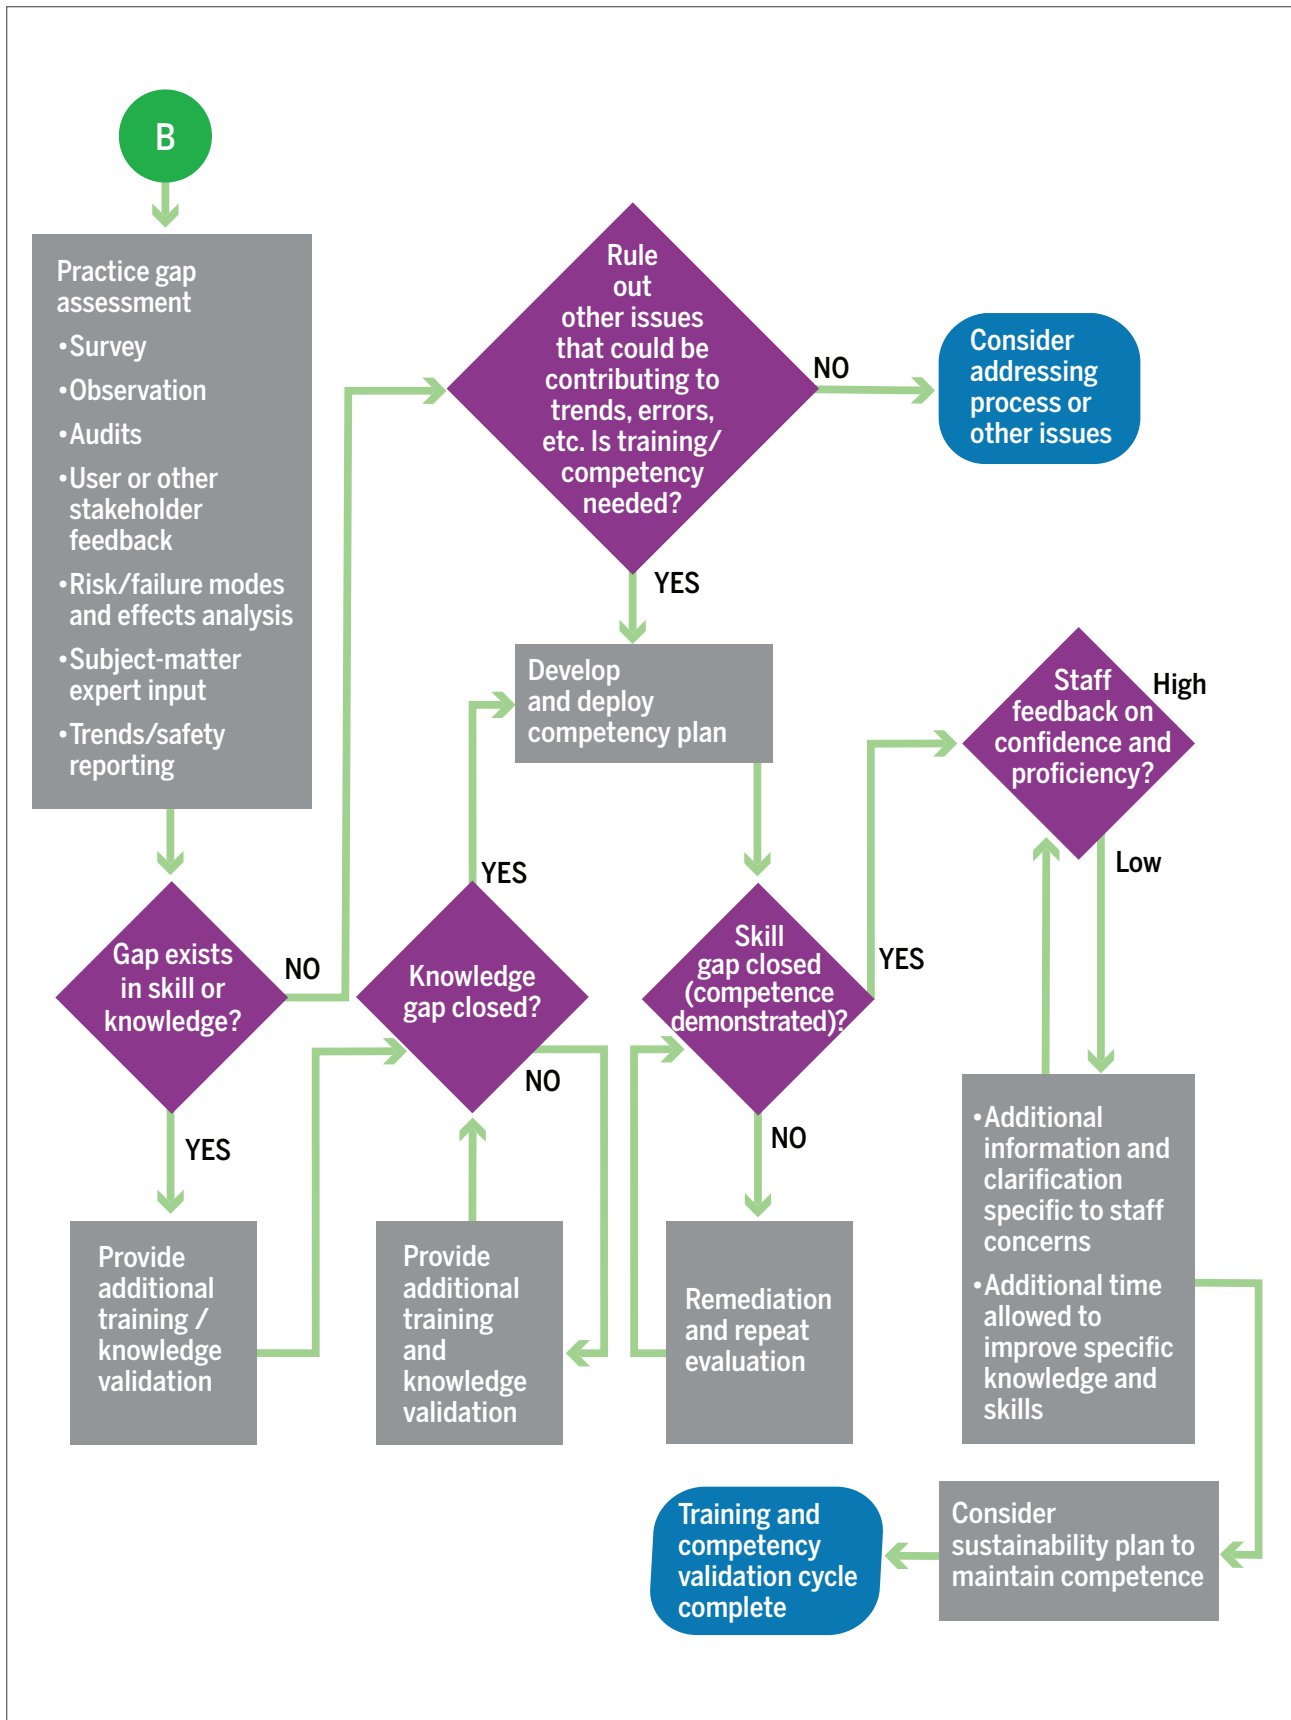 B
Practice gap
assessment
•Survey
•Observation
•Audits
•User or other
stakeholder
feedback
•Risk/failure modes
and effects analysis
•Subject-matter
expert input
•Trends/safety
reporting
Rule
out
other issues
that could be
contributing to
trends, errors,
etc. Is training/
competency
needed?
NO
Consider
addressing
process or
other issues
YES
Develop
and deploy
competency plan
Staff
feedback on
confidence and
proficiency?
High
Low
Gap exists
in skill or
knowledge?
NO
YES
Knowledge
gap closed?
YES
NO
Skill
gap closed
(competence
demonstrated)?
YES
NO
Provide
additional
training /
knowledge
validation
Provide
additional
training
and
knowledge
validation
Remediation
and repeat
evaluation
•Additional
information and
clarification
specific to staff
concerns
•Additional time
allowed to
improve specific
knowledge and
skills
Consider
sustainability plan to
maintain competence
Training and
competency
validation cycle
complete